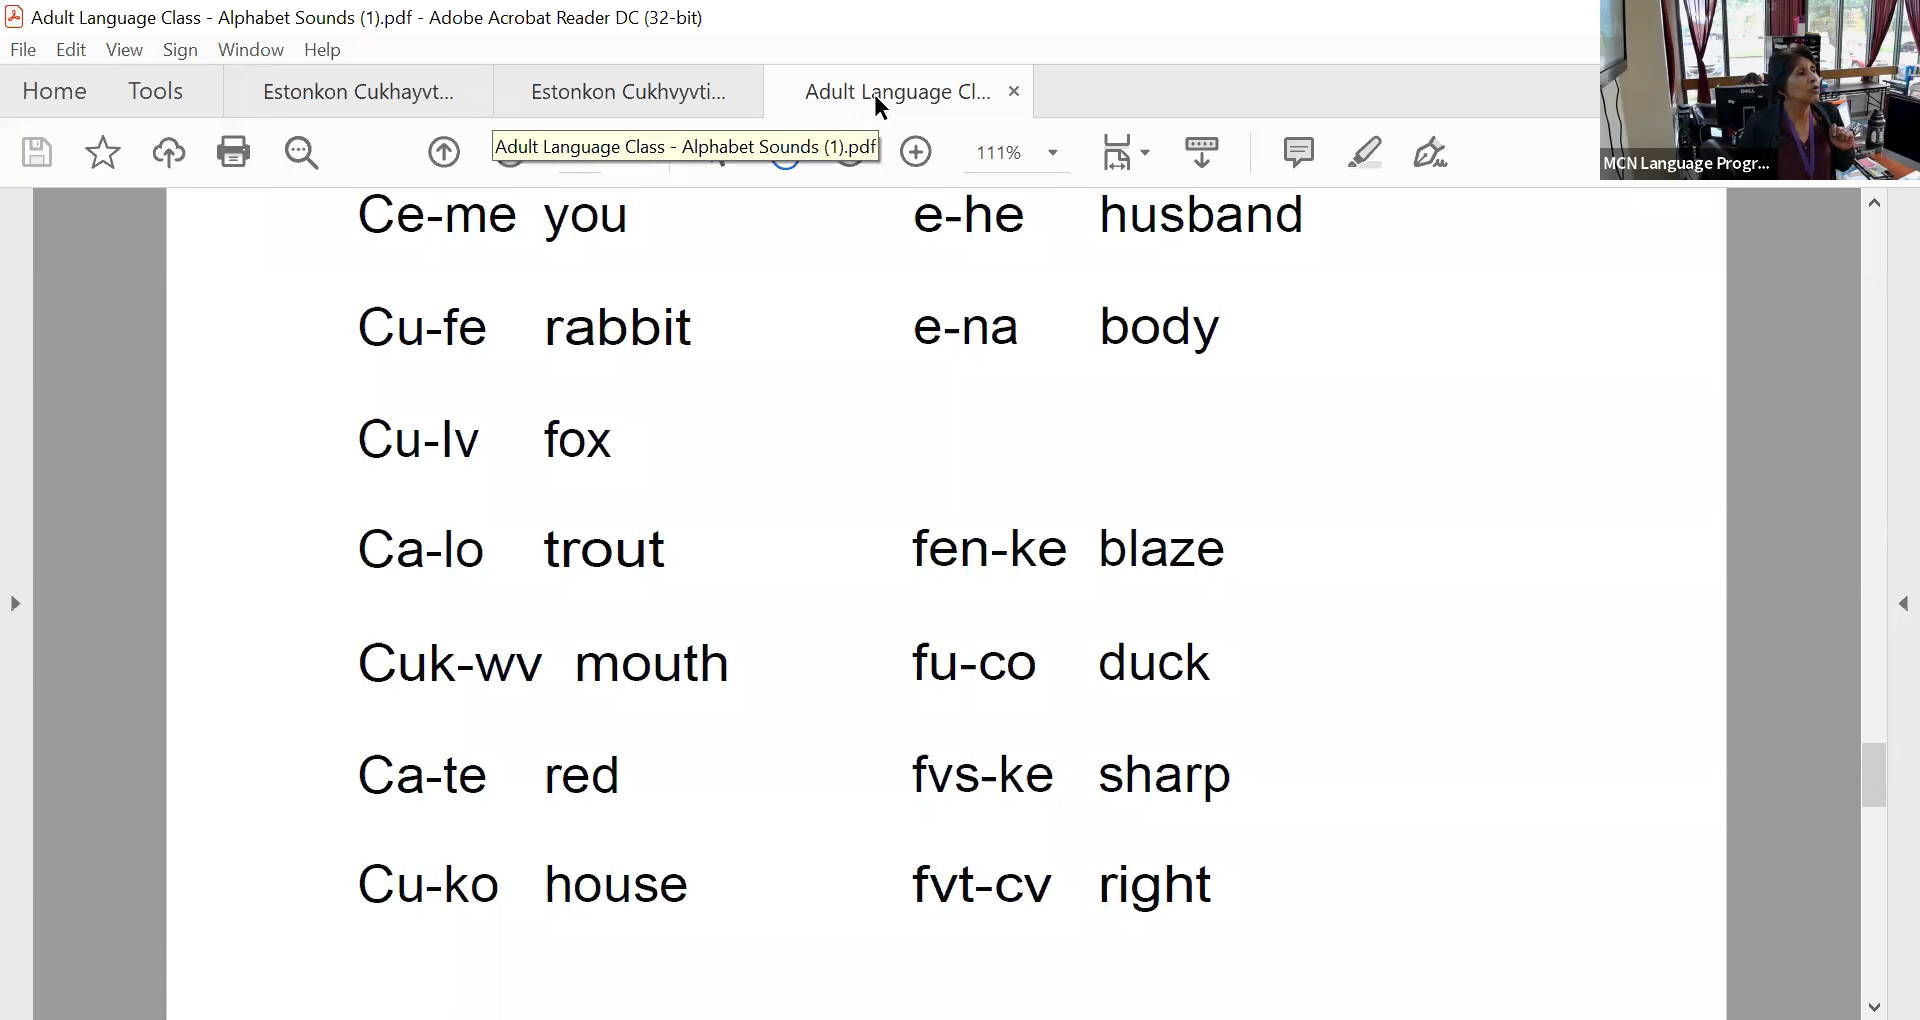 Adult Language Class - Alphabet Sounds (1).pdf - Adobe Acrobat Reader DC (32-bit)
File Edit View Sign Window Help
Home Tools Estonkon Cukhayvt... Estonkon Cukhvyvti... Adult Language Cl... ×
Adult Language Class - Alphabet Sounds (1).pdf
111%
DELL
MCN Language Progr...
Ce-me you e-he husband
Cu-fe rabbit e-na body
Cu-lv fox
Ca-lo trout fen-ke blaze
Cuk-wv mouth fu-co duck
Ca-te red fvs-ke sharp
Cu-ko house fvt-cv right